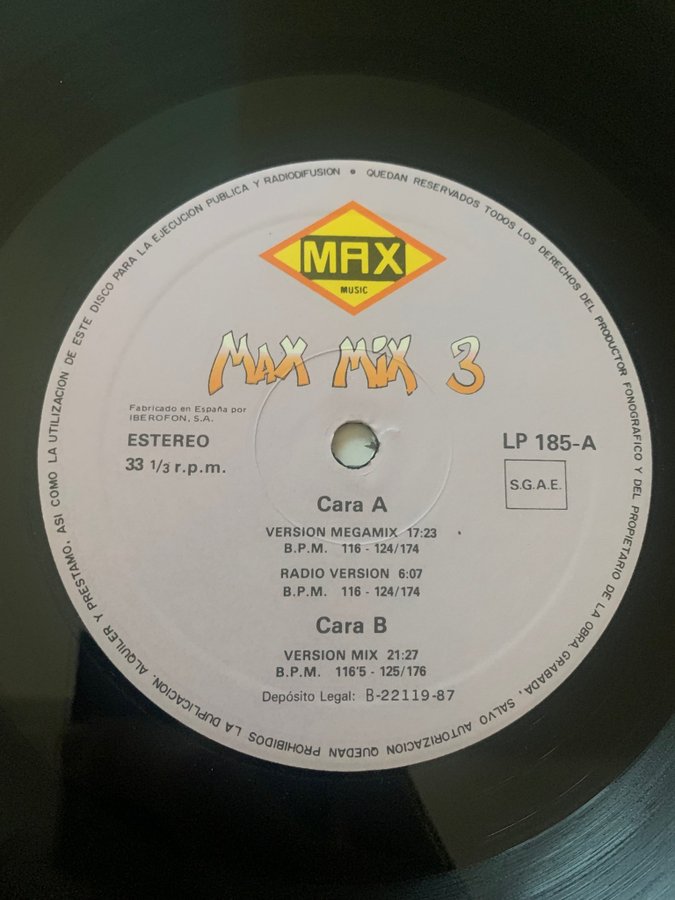 QUEDAN RESERVADOS TODOS LOS DERECHOS DEL PRODUCTOR FONOGRAFICO Y DEL PROPIETARIO DE LA OBRA GRABADA. SALVO AUTORIZACION QUEDAN PROHIBIDOS LA DUPLICACION, ALQUILER Y PRESTAMO, ASI COMO LA UTILIZACION DE ESTE DISCO PARA LA EJECUCION PUBLICA Y RADIODIFUSION •
MAX
MUSIC
MAX MIX 3
Fabricado en España por
IBEROFON, S.A.
ESTEREO
LP 185-A
33 1/3 r.p.m.
S.G.A.E.
Cara A
VERSION MEGAMIX 17:23
B.P.M. 116 - 124/174
RADIO VERSION 6:07
B.P.M. 116 - 124/174
Cara B
VERSION MIX 21:27
B.P.M. 116'5 - 125/176
Depósito Legal: B-22119-87